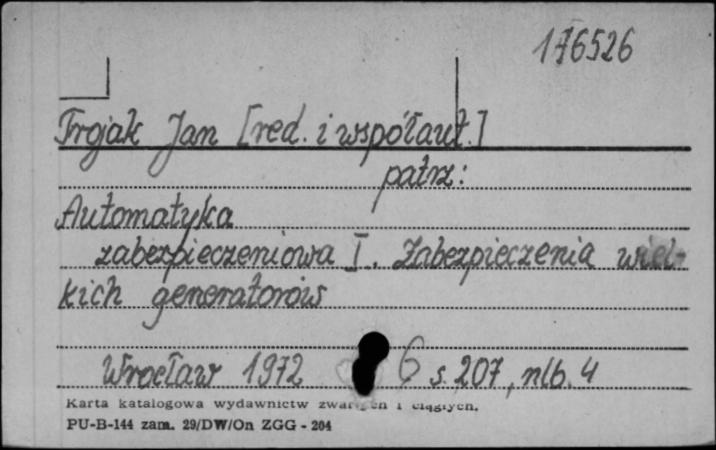 176526
Trojak Jan [red. i współaut.]
patrz:
Automatyka
zabezpieczeniowa I. Zabezpieczenia wiel-
kich generatorów
Wrocław 1972 6 s. 207, nlb. 4
Karta katalogowa wydawnictw zwartych i ciągłych.
PU-B-144 zam. 29/DW/On ZGG - 204